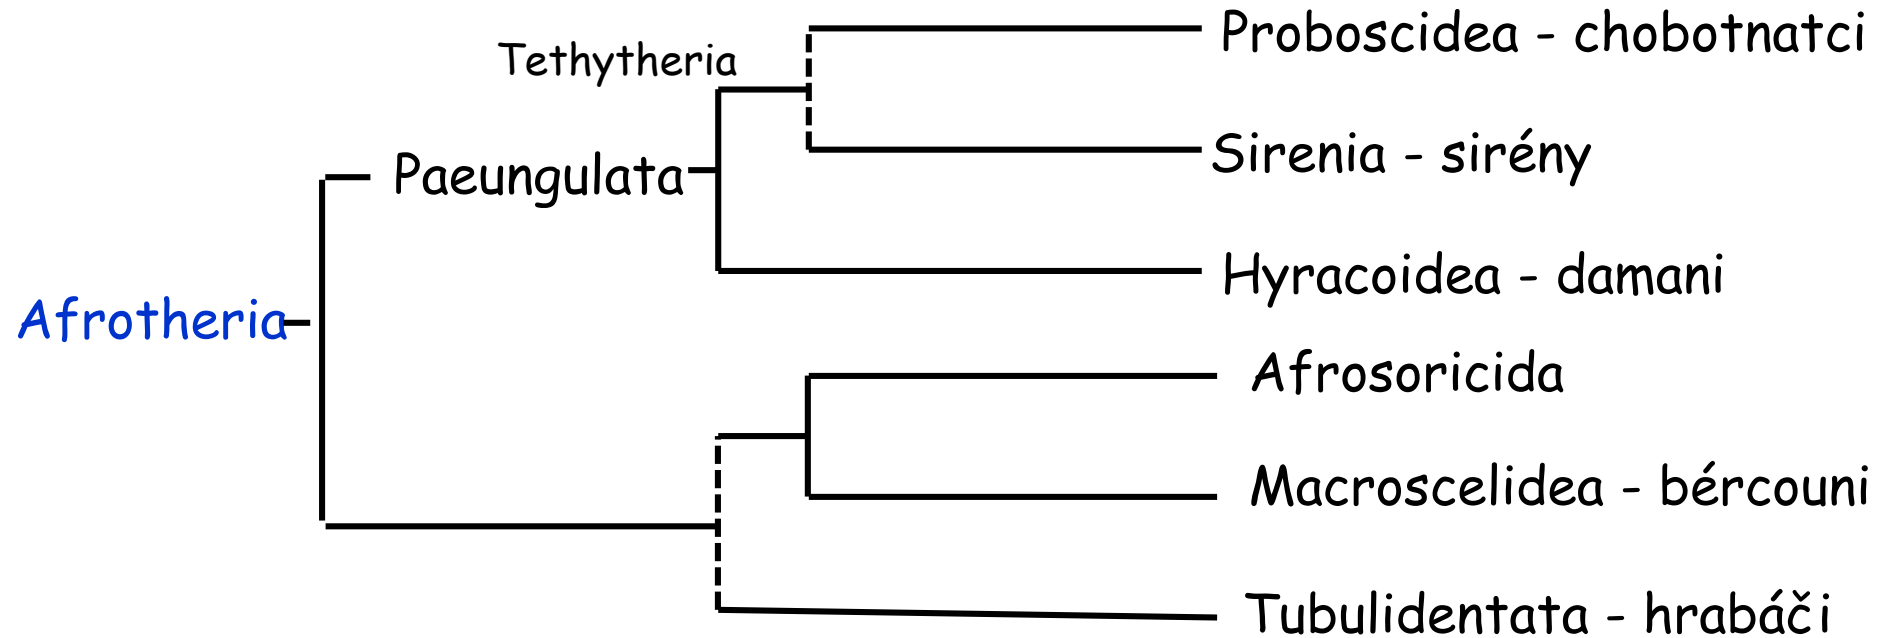 Proboscidea - chobotnatci
Tethytheria
Sirenia - sirény
Paeungulata
Hyracoidea - damani
Afrotheria
Afrosoricida
Macroscelidea - bércouni
Tubulidentata - hrabáči